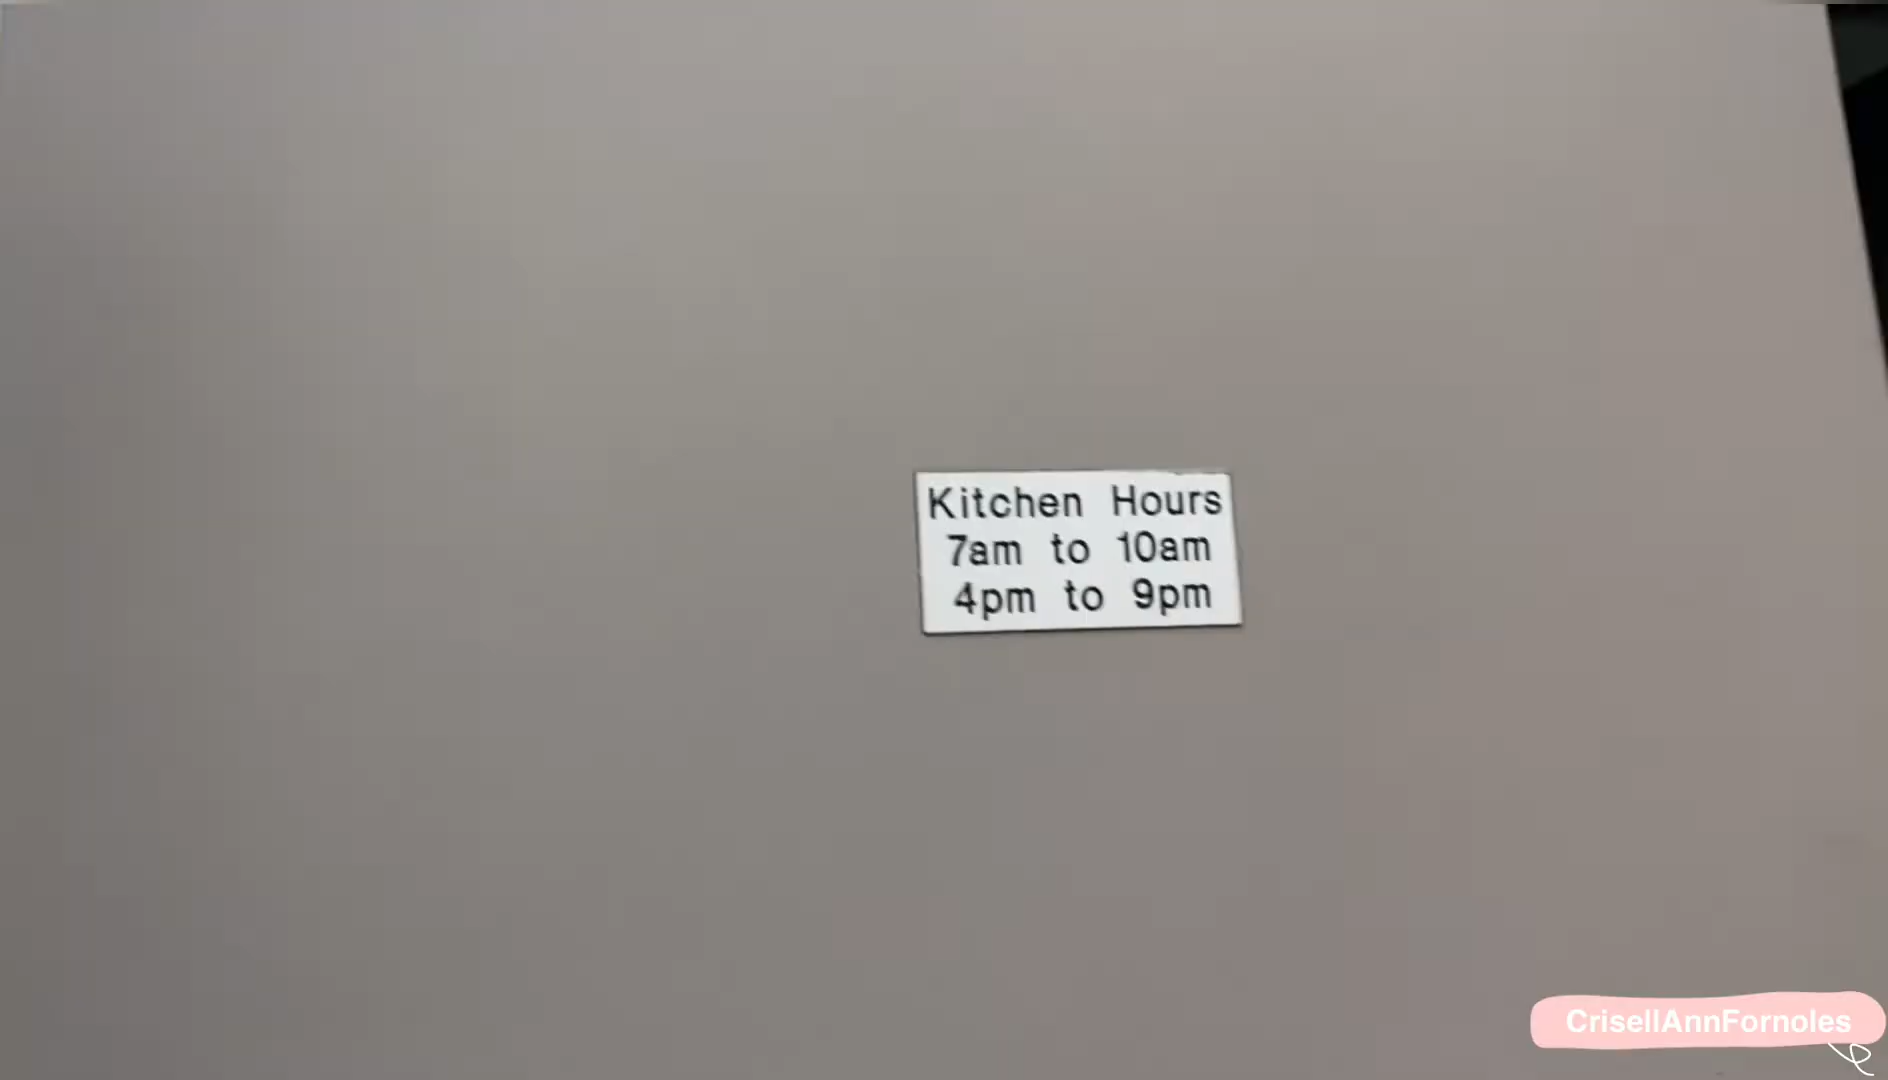 Kitchen Hours
7am to 10am
4pm to 9pm
CrisellAnnFornoles